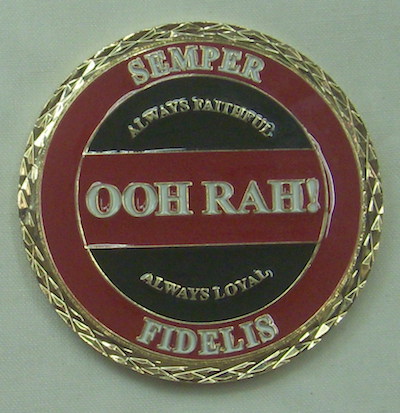 SEMPER
ALWAYS FAITHFUL
OOH RAH!
ALWAYS LOYAL
FIDELIS